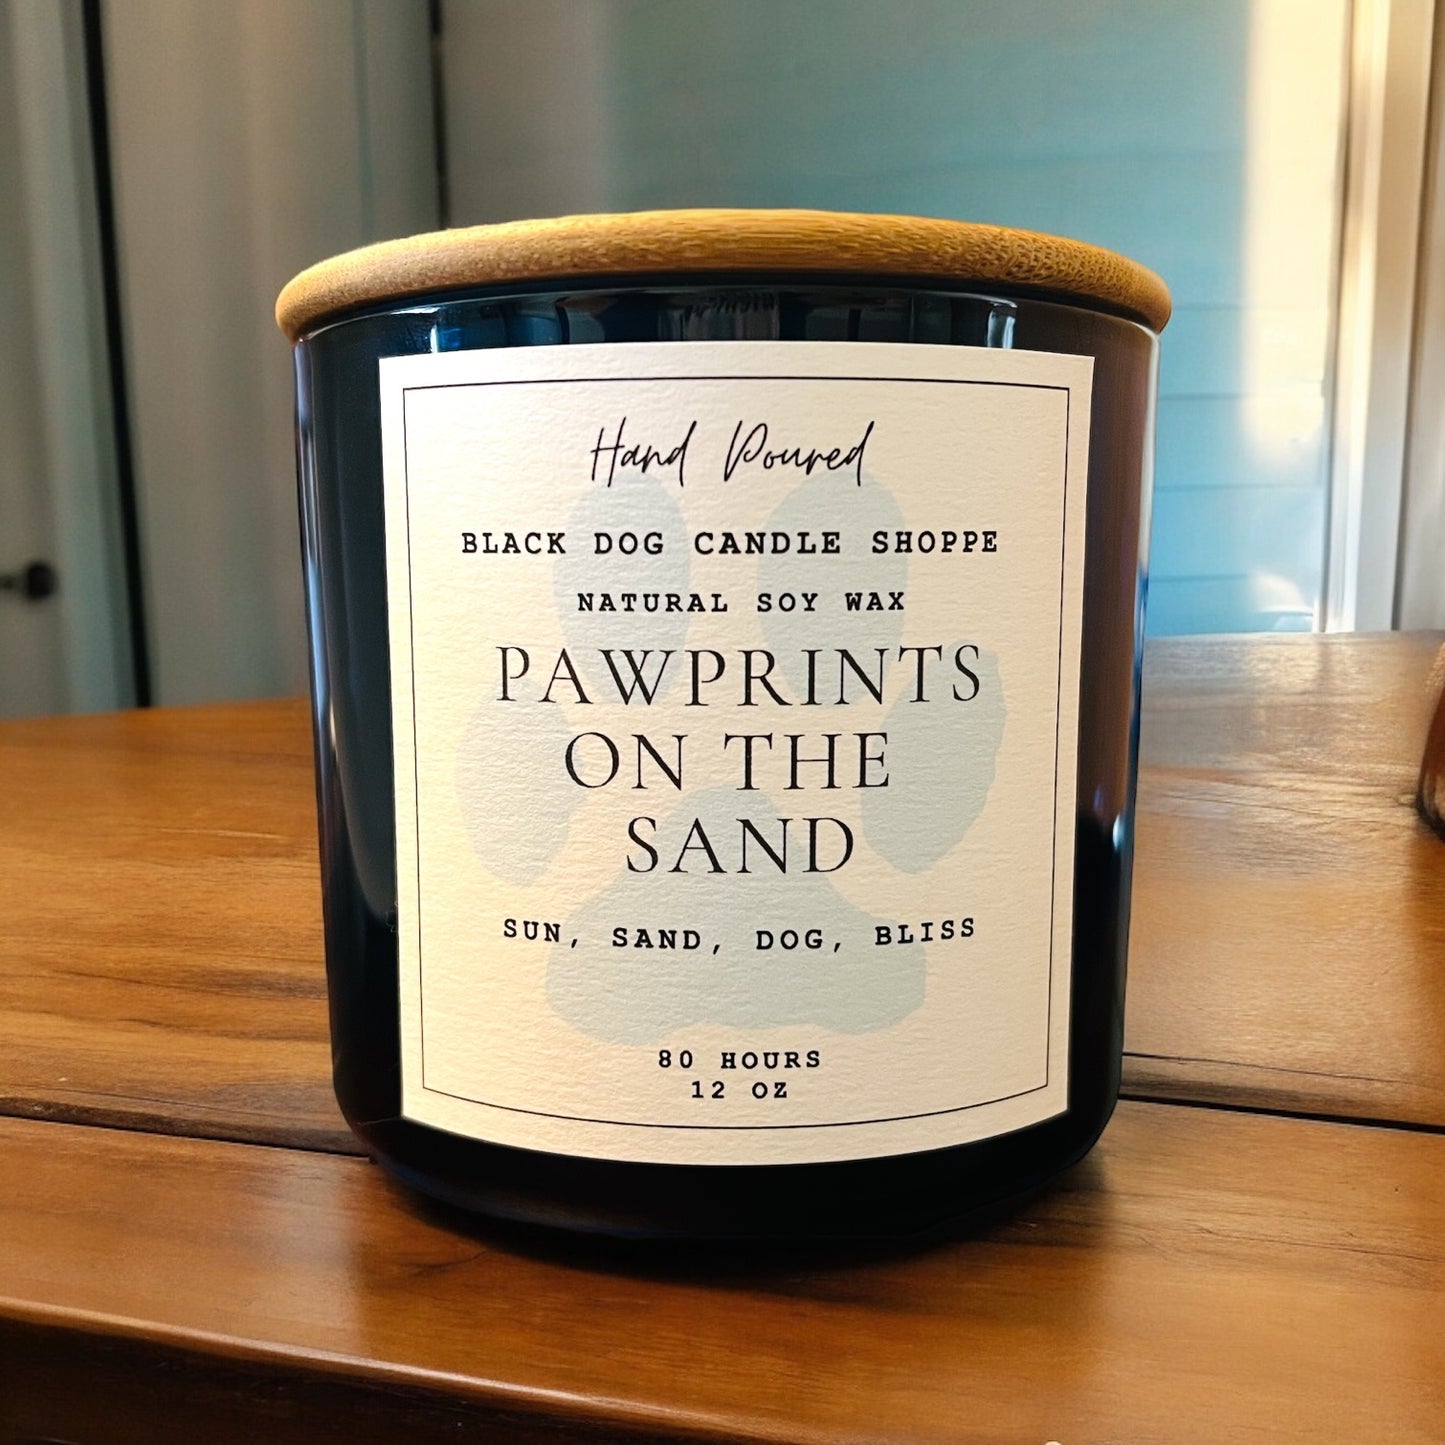 Hand Poured
BLACK DOG CANDLE SHOPPE
NATURAL SOY WAX
PAWPRINTS
ON THE
SAND
SUN, SAND, DOG, BLISS
80 HOURS
12 OZ